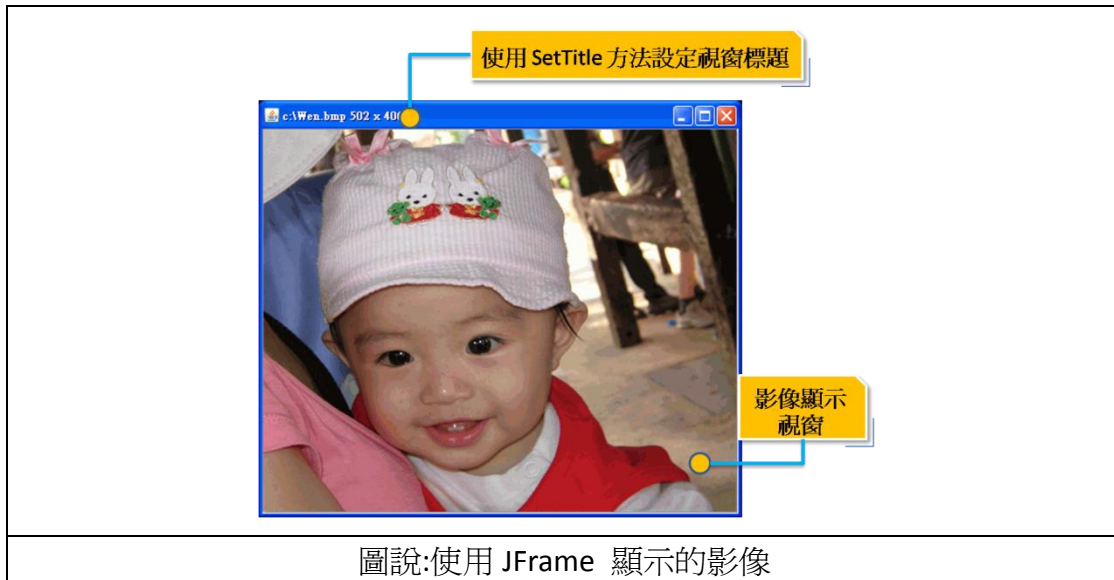 使用 SetTitle 方法設定視窗標題
c:\Wen.bmp 502 x 40
影像顯示
視窗
圖說:使用 JFrame 顯示的影像